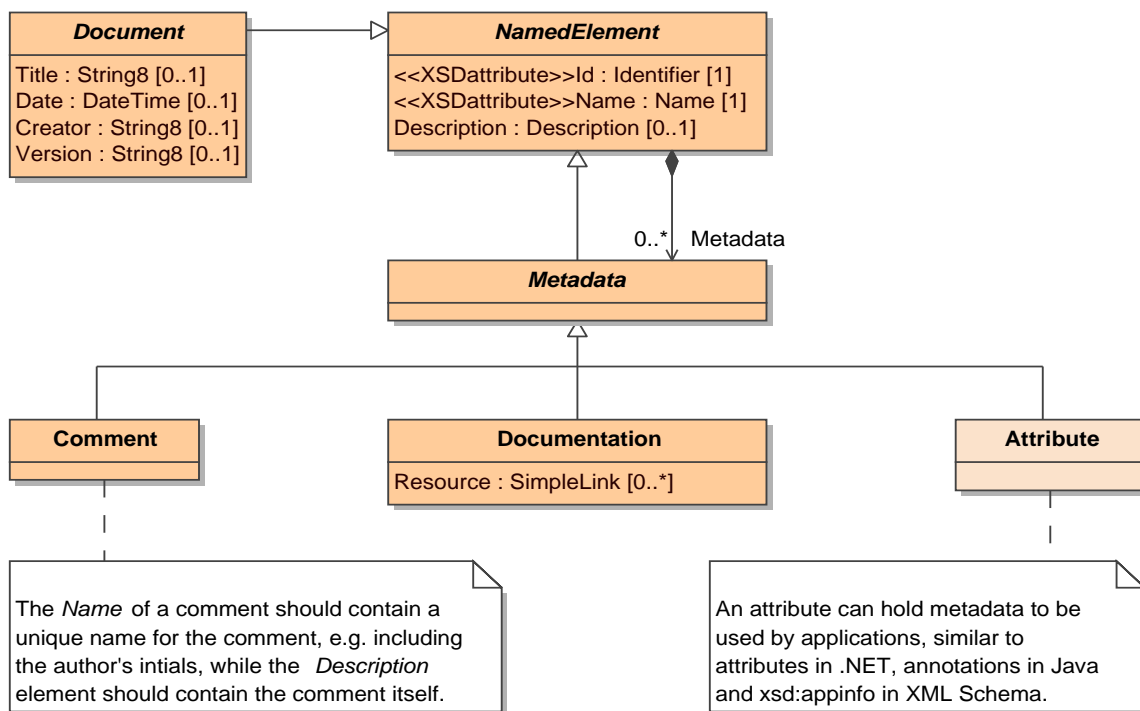 Document
Title : String8 [0..1]
Date : DateTime [0..1]
Creator : String8 [0..1]
Version : String8 [0..1]
NamedElement
<<XSDattribute>>Id : Identifier [1]
<<XSDattribute>>Name : Name [1]
Description : Description [0..1]
0..* Metadata
Metadata
Comment
Documentation
Resource : SimpleLink [0..*]
Attribute
The Name of a comment should contain a
unique name for the comment, e.g. including
the author's intials, while the Description
element should contain the comment itself.
An attribute can hold metadata to be
used by applications, similar to
attributes in .NET, annotations in Java
and xsd:appinfo in XML Schema.